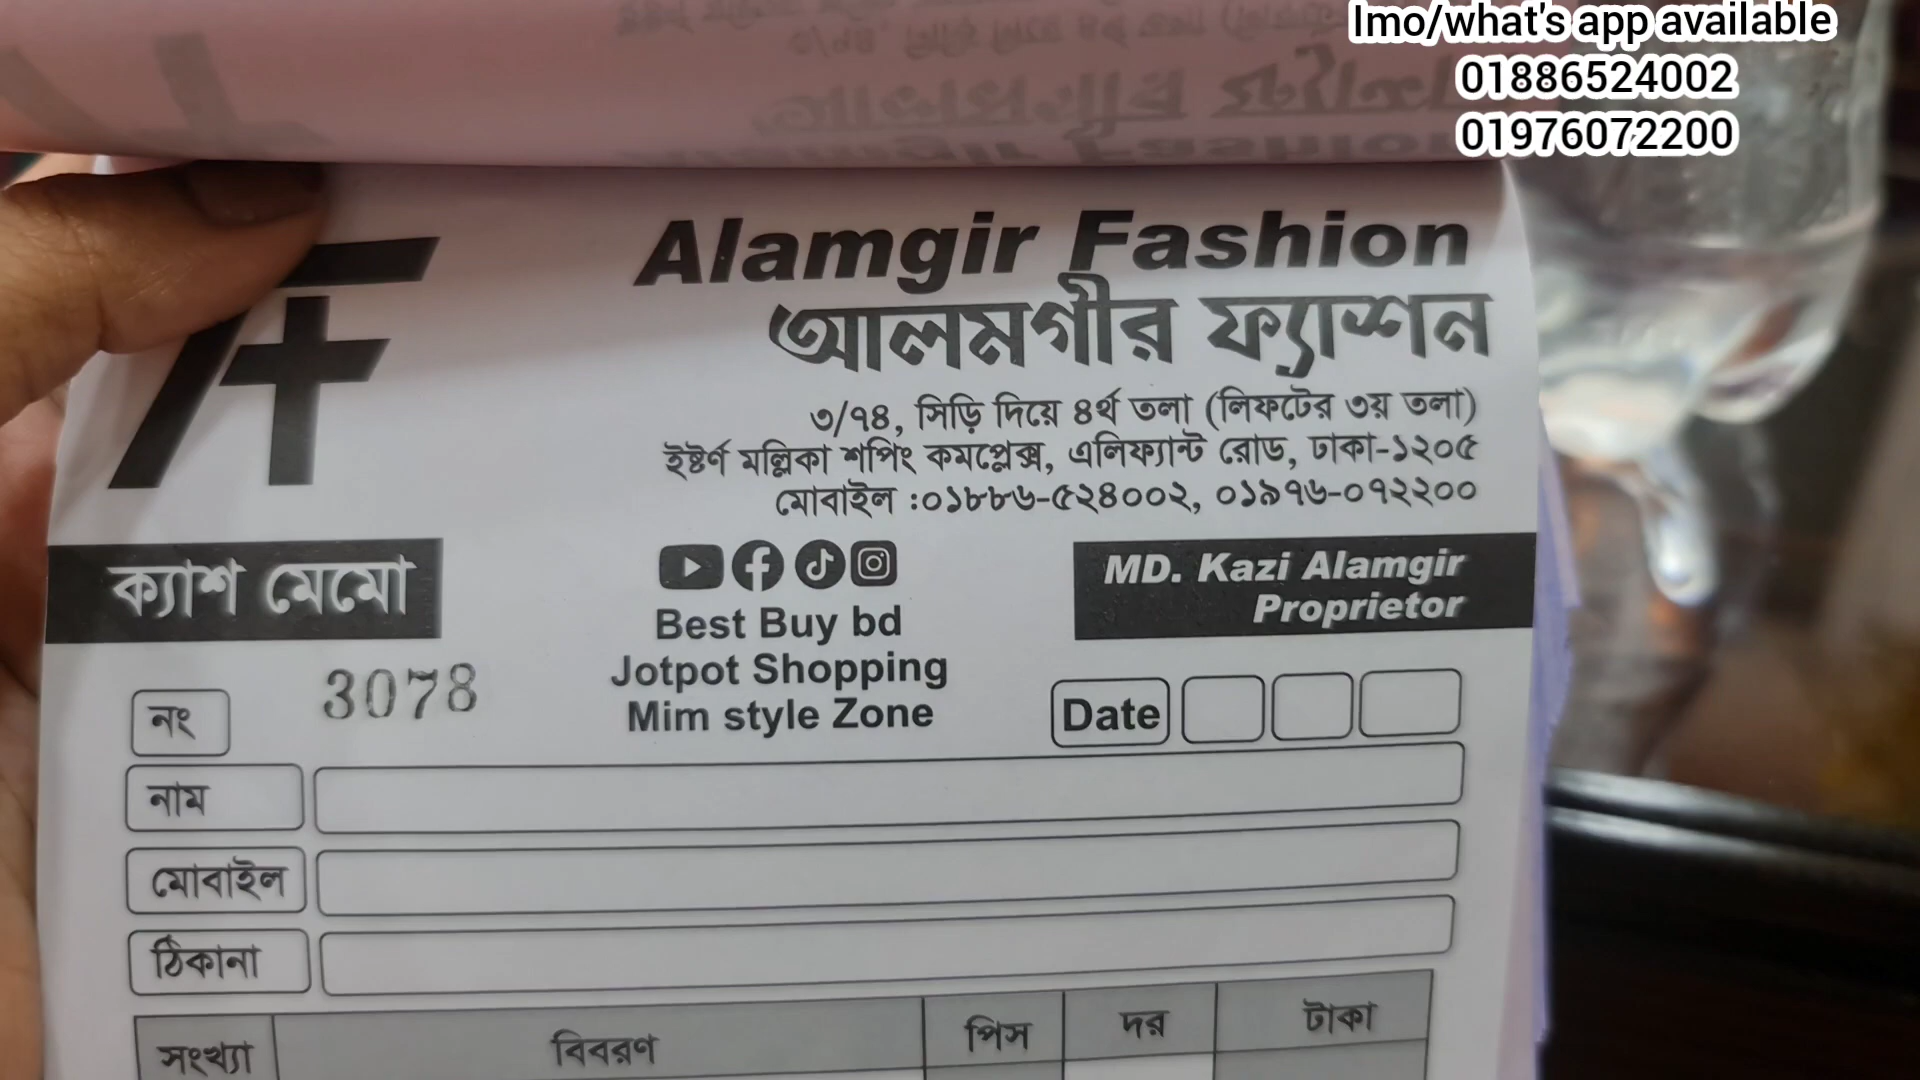 Imo/what's app available
01886524002
01976072200
Alamgir Fashion
আলমগীর ফ্যাশন
৩/৭৪, সিড়ি দিয়ে ৪র্থ তলা (লিফটের ৩য় তলা)
ইষ্টর্ণ মল্লিকা শপিং কমপ্লেক্স, এলিফ্যান্ট রোড, ঢাকা-১২০৫
মোবাইল :০১৮৮৬-৫২৪০০২, ০১৯৭৬-০৭২২০০
ক্যাশ মেমো
MD. Kazi Alamgir
Proprietor
Best Buy bd
Jotpot Shopping
Mim style Zone
নং 3078
Date
নাম
মোবাইল
ঠিকানা
সংখ্যা বিবরণ পিস দর টাকা